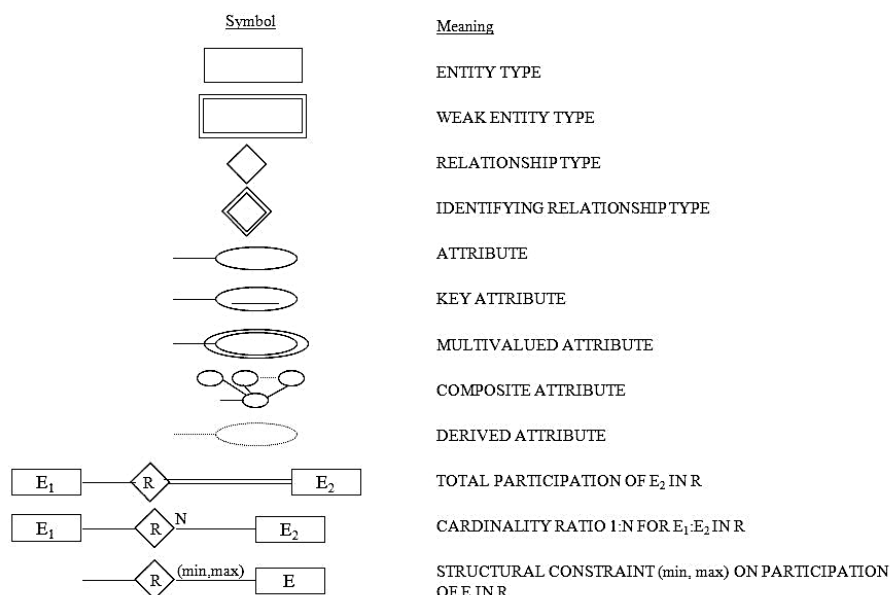 Symbol Meaning
ENTITY TYPE
WEAK ENTITY TYPE
RELATIONSHIP TYPE
IDENTIFYING RELATIONSHIP TYPE
ATTRIBUTE
KEY ATTRIBUTE
MULTIVALUED ATTRIBUTE
COMPOSITE ATTRIBUTE
DERIVED ATTRIBUTE
E₁ R E₂ TOTAL PARTICIPATION OF E₂ IN R
E₁ R N E₂ CARDINALITY RATIO 1:N FOR E₁:E₂ IN R
R (min,max) E STRUCTURAL CONSTRAINT (min, max) ON PARTICIPATION
OF E IN R